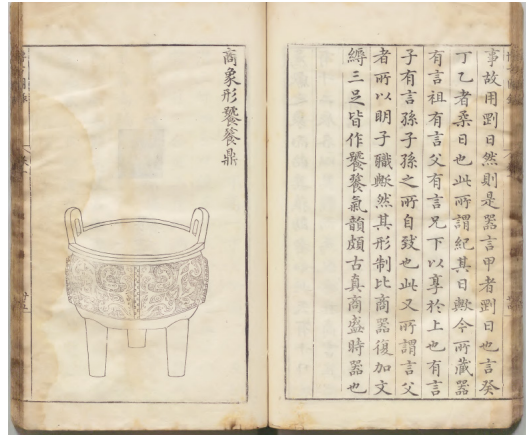 事故用剛日然則是器言甲者剛日也言癸
丁乙者柔日也此所謂紀其日歟今所藏器
有言祖有言父有言兄下以享於上也有言
子有言孫子孫之所自致也此又所謂言父
者所以明子職歟然其形制比商器復加文
縟三足皆作饕餮氣韻頗古真商盛時器也
商象形饕餮鼎